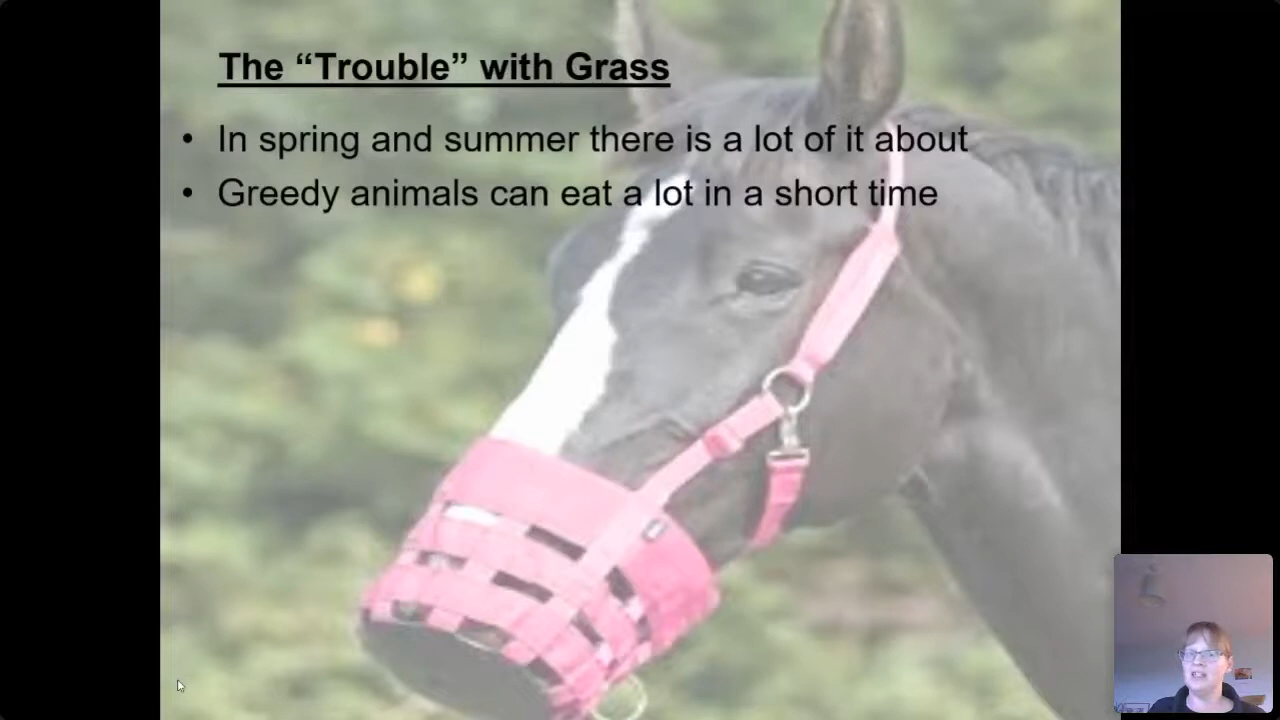 The “Trouble” with Grass
• In spring and summer there is a lot of it about
• Greedy animals can eat a lot in a short time